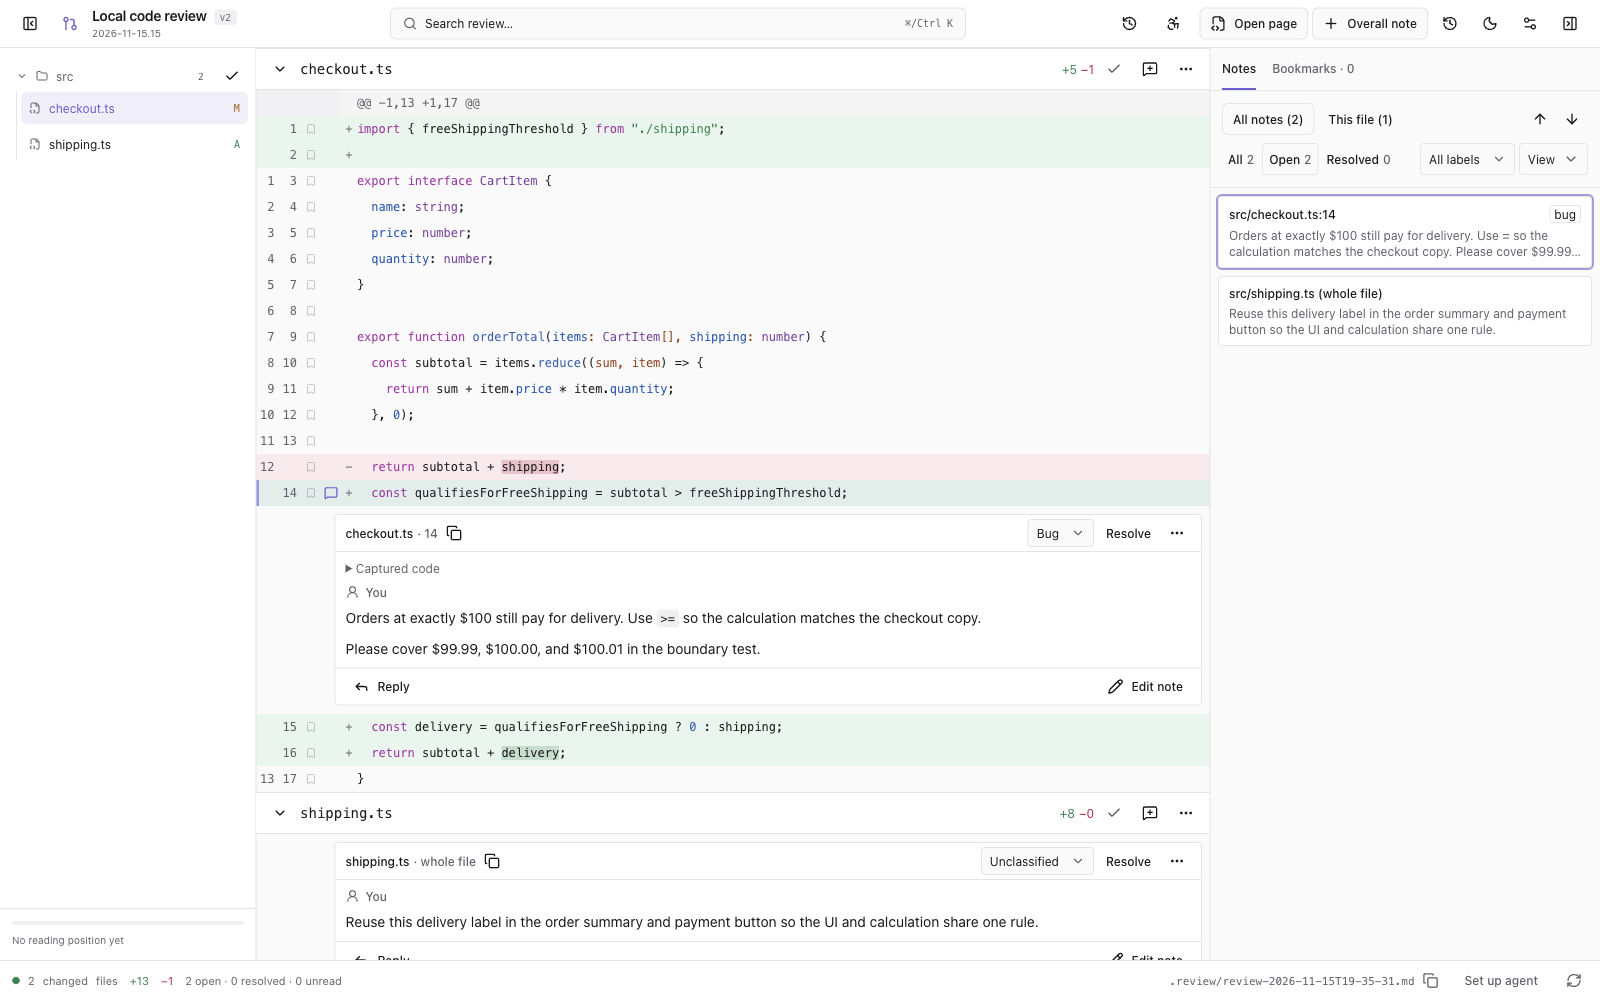 Local code review v2
2026-11-15.15
Search review...
⌘/Ctrl K
Open page
Overall note
src 2
checkout.ts M
shipping.ts A
No reading position yet
checkout.ts +5 −1
@@ −1,13 +1,17 @@
1 + import { freeShippingThreshold } from "./shipping";
2 +
1 3 export interface CartItem {
2 4 name: string;
3 5 price: number;
4 6 quantity: number;
5 7 }
6 8
7 9 export function orderTotal(items: CartItem[], shipping: number) {
8 10 const subtotal = items.reduce((sum, item) => {
9 11 return sum + item.price * item.quantity;
10 12 }, 0);
11 13
12 − return subtotal + shipping;
14 + const qualifiesForFreeShipping = subtotal > freeShippingThreshold;
checkout.ts · 14
Bug
Resolve
Captured code
You
Orders at exactly $100 still pay for delivery. Use >= so the calculation matches the checkout copy.
Please cover $99.99, $100.00, and $100.01 in the boundary test.
Reply
Edit note
15 + const delivery = qualifiesForFreeShipping ? 0 : shipping;
16 + return subtotal + delivery;
13 17 }
shipping.ts +8 −0
shipping.ts · whole file
Unclassified
Resolve
You
Reuse this delivery label in the order summary and payment button so the UI and calculation share one rule.
Reply
Edit note
Notes
Bookmarks · 0
All notes (2)
This file (1)
All 2
Open 2
Resolved 0
All labels
View
src/checkout.ts:14 bug
Orders at exactly $100 still pay for delivery. Use = so the
calculation matches the checkout copy. Please cover $99.99...
src/shipping.ts (whole file)
Reuse this delivery label in the order summary and payment
button so the UI and calculation share one rule.
2 changed files +13 −1 2 open · 0 resolved · 0 unread
.review/review-2026-11-15T19-35-31.md
Set up agent